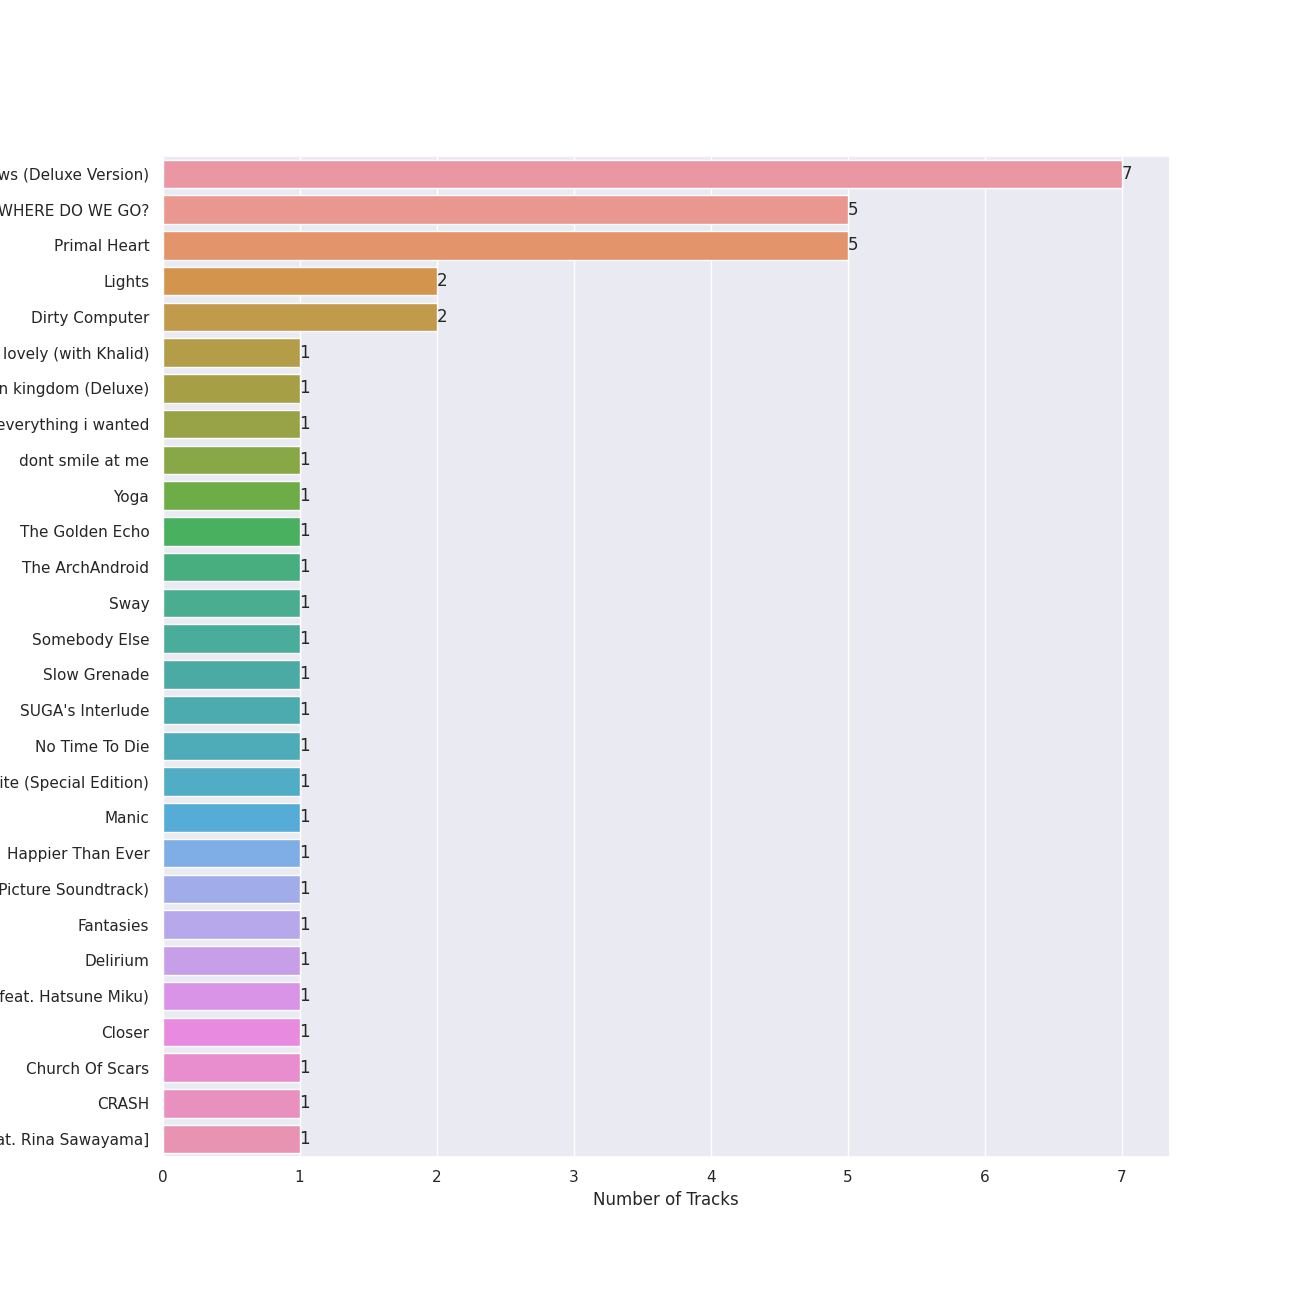 ws (Deluxe Version) 7
WHERE DO WE GO? 5
Primal Heart 5
Lights 2
Dirty Computer 2
lovely (with Khalid) 1
n kingdom (Deluxe) 1
everything i wanted 1
dont smile at me 1
Yoga 1
The Golden Echo 1
The ArchAndroid 1
Sway 1
Somebody Else 1
Slow Grenade 1
SUGA's Interlude 1
No Time To Die 1
ite (Special Edition) 1
Manic 1
Happier Than Ever 1
Picture Soundtrack) 1
Fantasies 1
Delirium 1
feat. Hatsune Miku) 1
Closer 1
Church Of Scars 1
CRASH 1
at. Rina Sawayama] 1
0 1 2 3 4 5 6 7
Number of Tracks